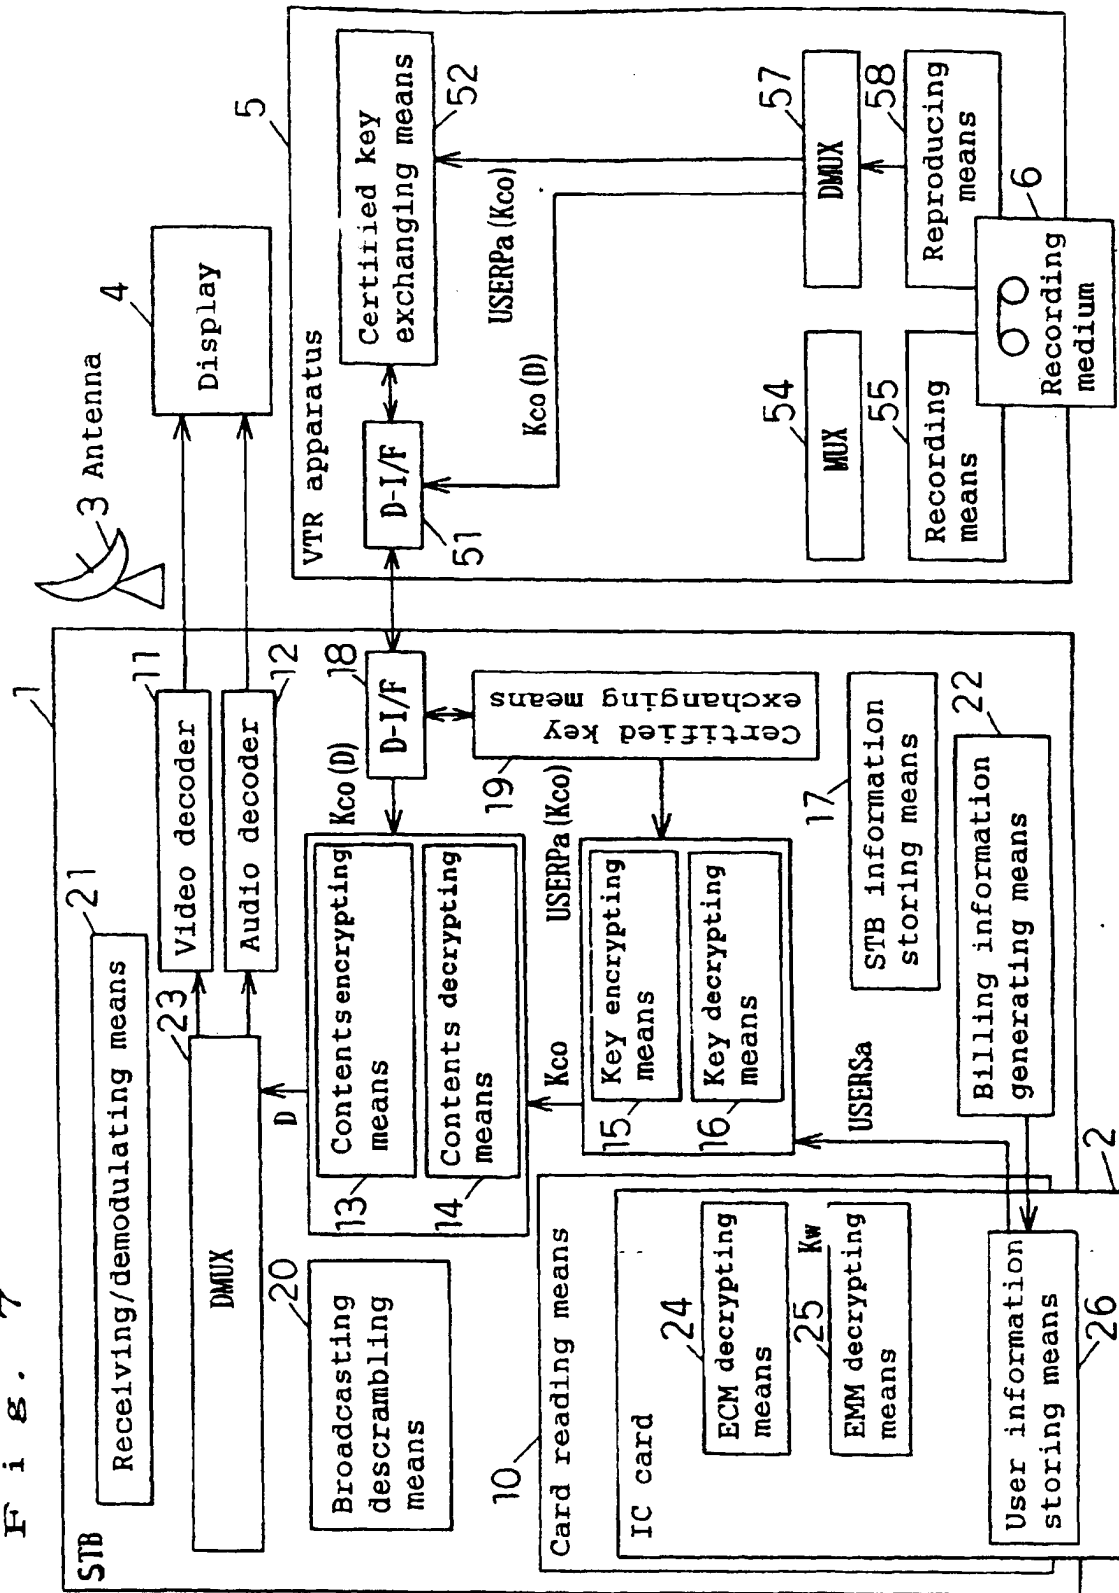 Fig. 7
STB
1
Receiving/demodulating means
21
DMUX
23
Video decoder
11
Audio decoder
12
3 Antenna
Display
4
Broadcasting
descrambling
means
20
D
Contents encrypting
means
13
Contents decrypting
means
14
Kco(D)
D-I/F
18
Certified key
exchanging means
19
Kco
USERPa(Kco)
Key encrypting
means
15
Key decrypting
means
16
STB information
storing means
17
Billing information
generating means
22
USERSa
Card reading means
10
IC card
2
ECM decrypting
means
24
Kw
EMM decrypting
means
25
User information
storing means
26
VTR apparatus
5
D-I/F
51
Certified key
exchanging means
52
USERPa(Kco)
Kco(D)
MUX
54
DMUX
57
Recording
means
55
Reproducing
means
58
Recording
medium
6